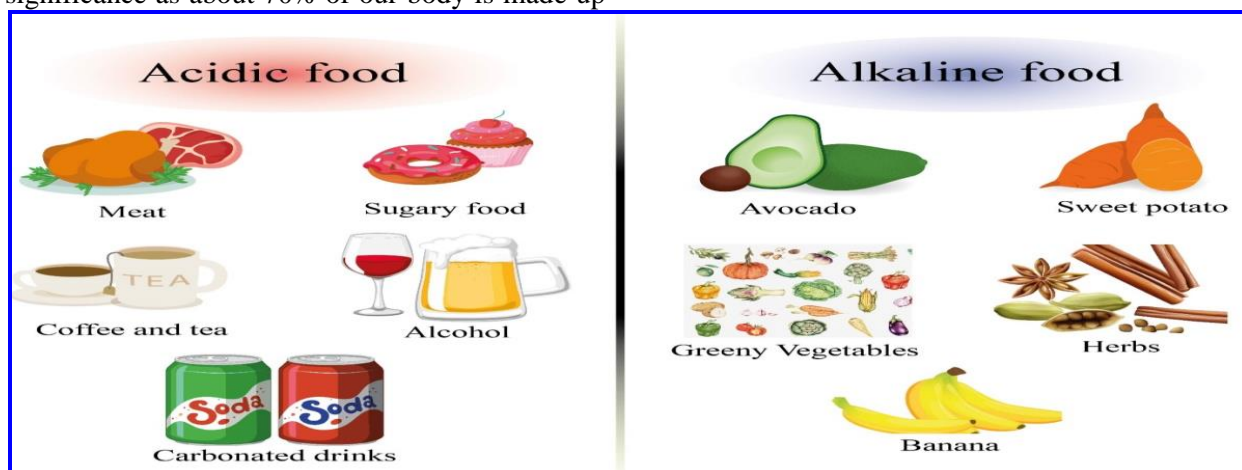 significance as about 70% of our body is made up
Acidic food
Meat
Sugary food
TEA
Coffee and tea
Alcohol
Soda
Soda
Carbonated drinks
Alkaline food
Avocado
Sweet potato
Greeny Vegetables
Herbs
Banana